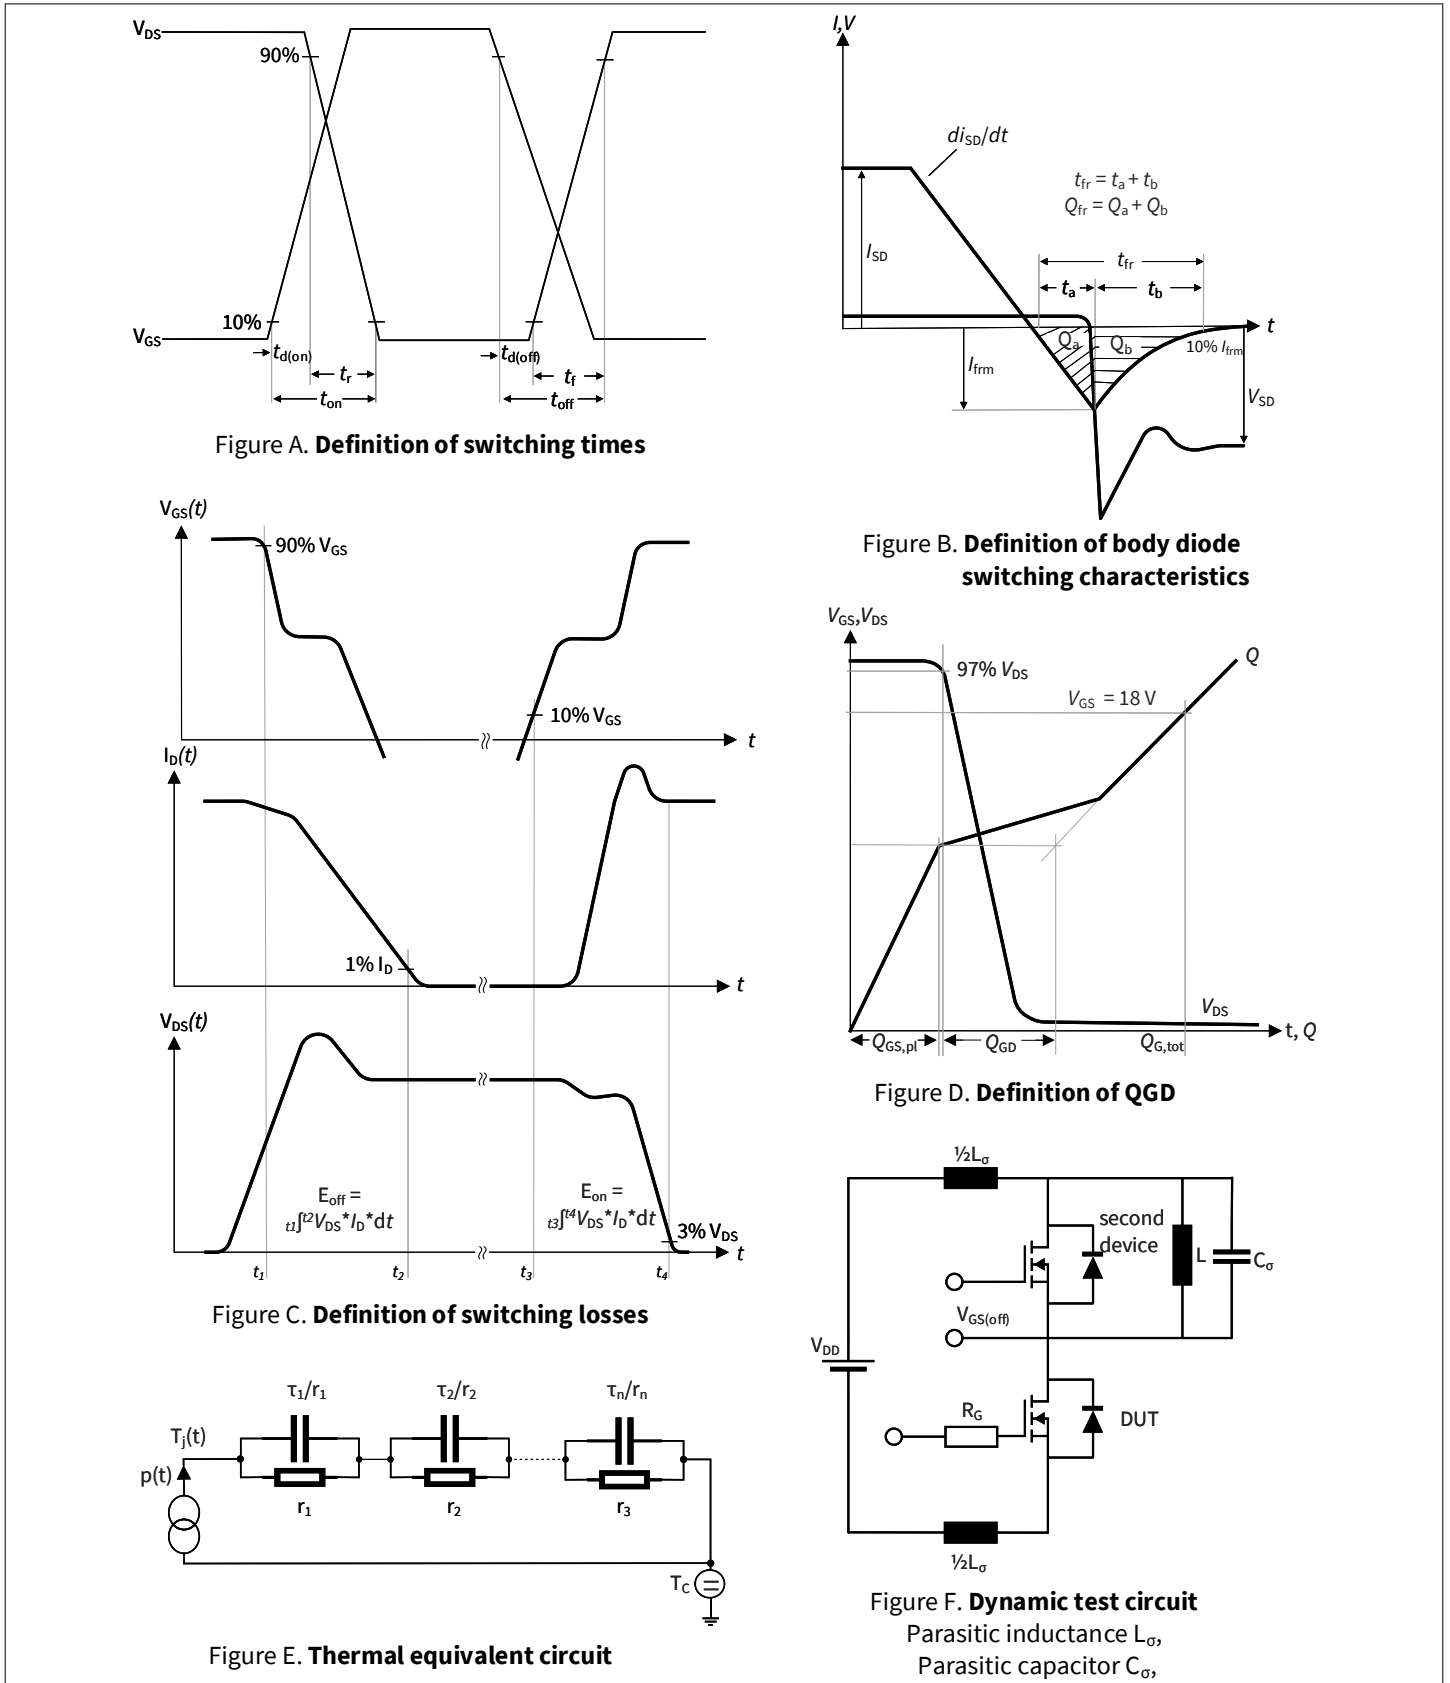 V_DS
90%
10%
V_GS
t_d(on)
t_d(off)
t_r
t_f
t_on
t_off
Figure A. Definition of switching times
I,V
di_SD/dt
t_fr = t_a + t_b
Q_fr = Q_a + Q_b
I_SD
t_fr
t_a
t_b
t
Q_a
Q_b
10% I_frm
I_frm
V_SD
Figure B. Definition of body diode
switching characteristics
V_GS(t)
90% V_GS
10% V_GS
t
I_D(t)
1% I_D
t
V_DS(t)
E_off =
t1∫t2 V_DS*I_D*dt
E_on =
t3∫t4 V_DS*I_D*dt
3% V_DS
t
t_1
t_2
t_3
t_4
Figure C. Definition of switching losses
V_GS,V_DS
Q
97% V_DS
V_GS = 18 V
V_DS
t, Q
Q_GS,pl
Q_GD
Q_G,tot
Figure D. Definition of QGD
τ_1/r_1
τ_2/r_2
τ_n/r_n
T_j(t)
p(t)
r_1
r_2
r_3
T_C
Figure E. Thermal equivalent circuit
½L_σ
second
device
L
C_σ
V_GS(off)
V_DD
R_G
DUT
½L_σ
Figure F. Dynamic test circuit
Parasitic inductance L_σ,
Parasitic capacitor C_σ,